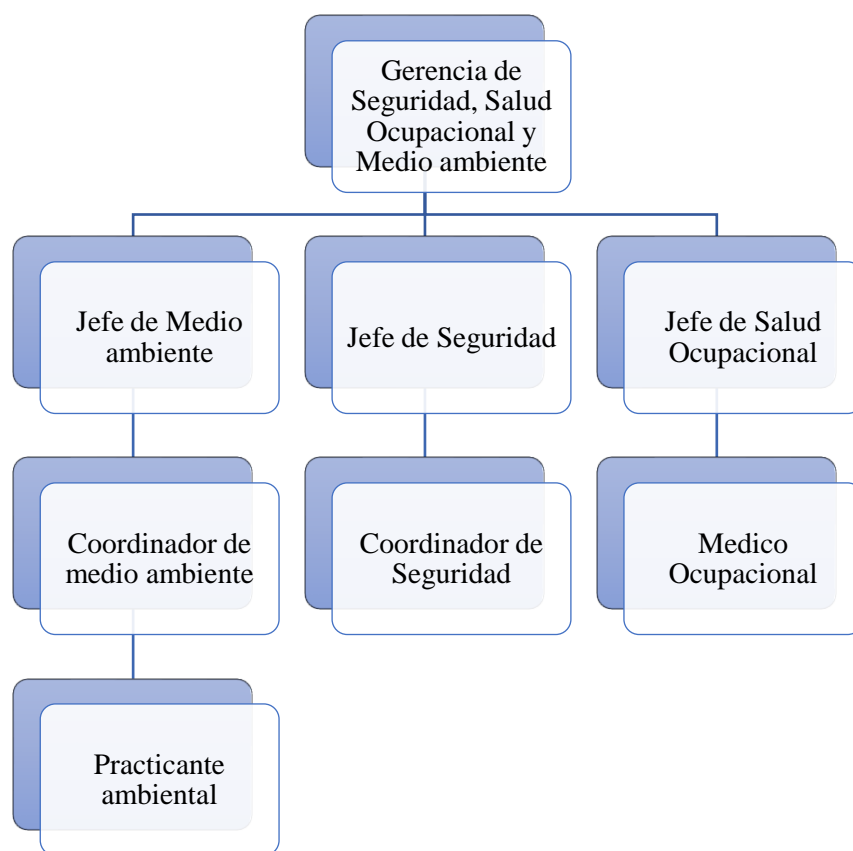 Gerencia de
Seguridad, Salud
Ocupacional y
Medio ambiente
Jefe de Medio
ambiente
Jefe de Seguridad
Jefe de Salud
Ocupacional
Coordinador de
medio ambiente
Coordinador de
Seguridad
Medico
Ocupacional
Practicante
ambiental